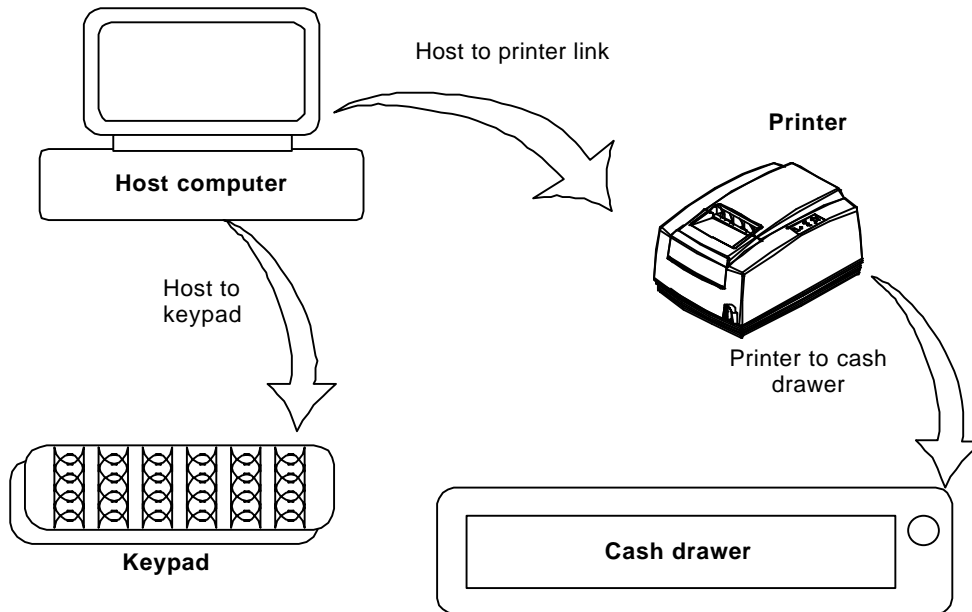 Host to printer link
Printer
Host computer
Host to
keypad
Printer to cash
drawer
Cash drawer
Keypad